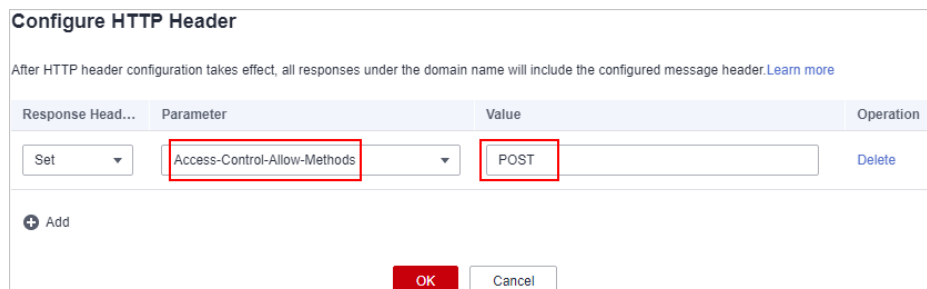 Configure HTTP Header
After HTTP header configuration takes effect, all responses under the domain name will include the configured message header.Learn more
Response Head... Parameter Value Operation
Set Access-Control-Allow-Methods POST Delete
Add
OK Cancel